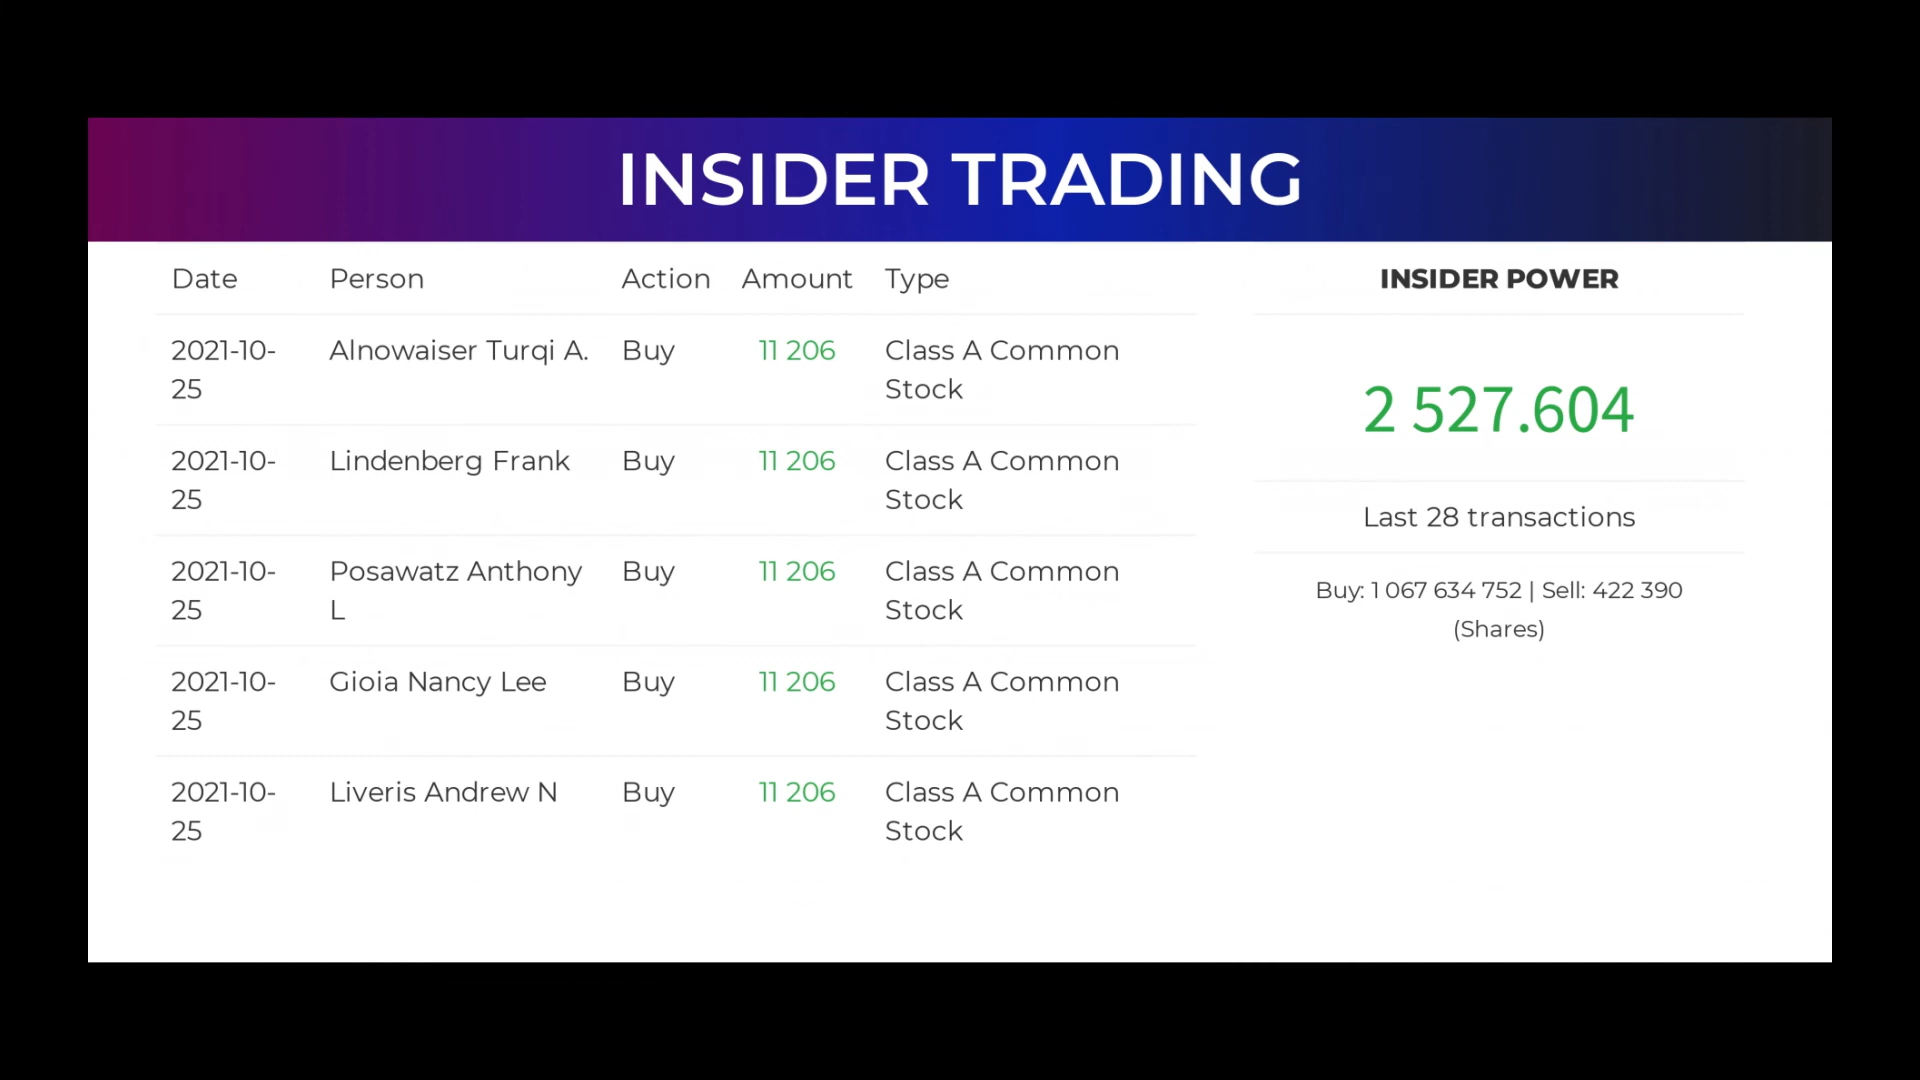 INSIDER TRADING
Date Person Action Amount Type
2021-10- Alnowaiser Turqi A. Buy 11 206 Class A Common
25 Stock
2021-10- Lindenberg Frank Buy 11 206 Class A Common
25 Stock
2021-10- Posawatz Anthony Buy 11 206 Class A Common
25 L Stock
2021-10- Gioia Nancy Lee Buy 11 206 Class A Common
25 Stock
2021-10- Liveris Andrew N Buy 11 206 Class A Common
25 Stock
INSIDER POWER
2 527.604
Last 28 transactions
Buy: 1 067 634 752 | Sell: 422 390
(Shares)